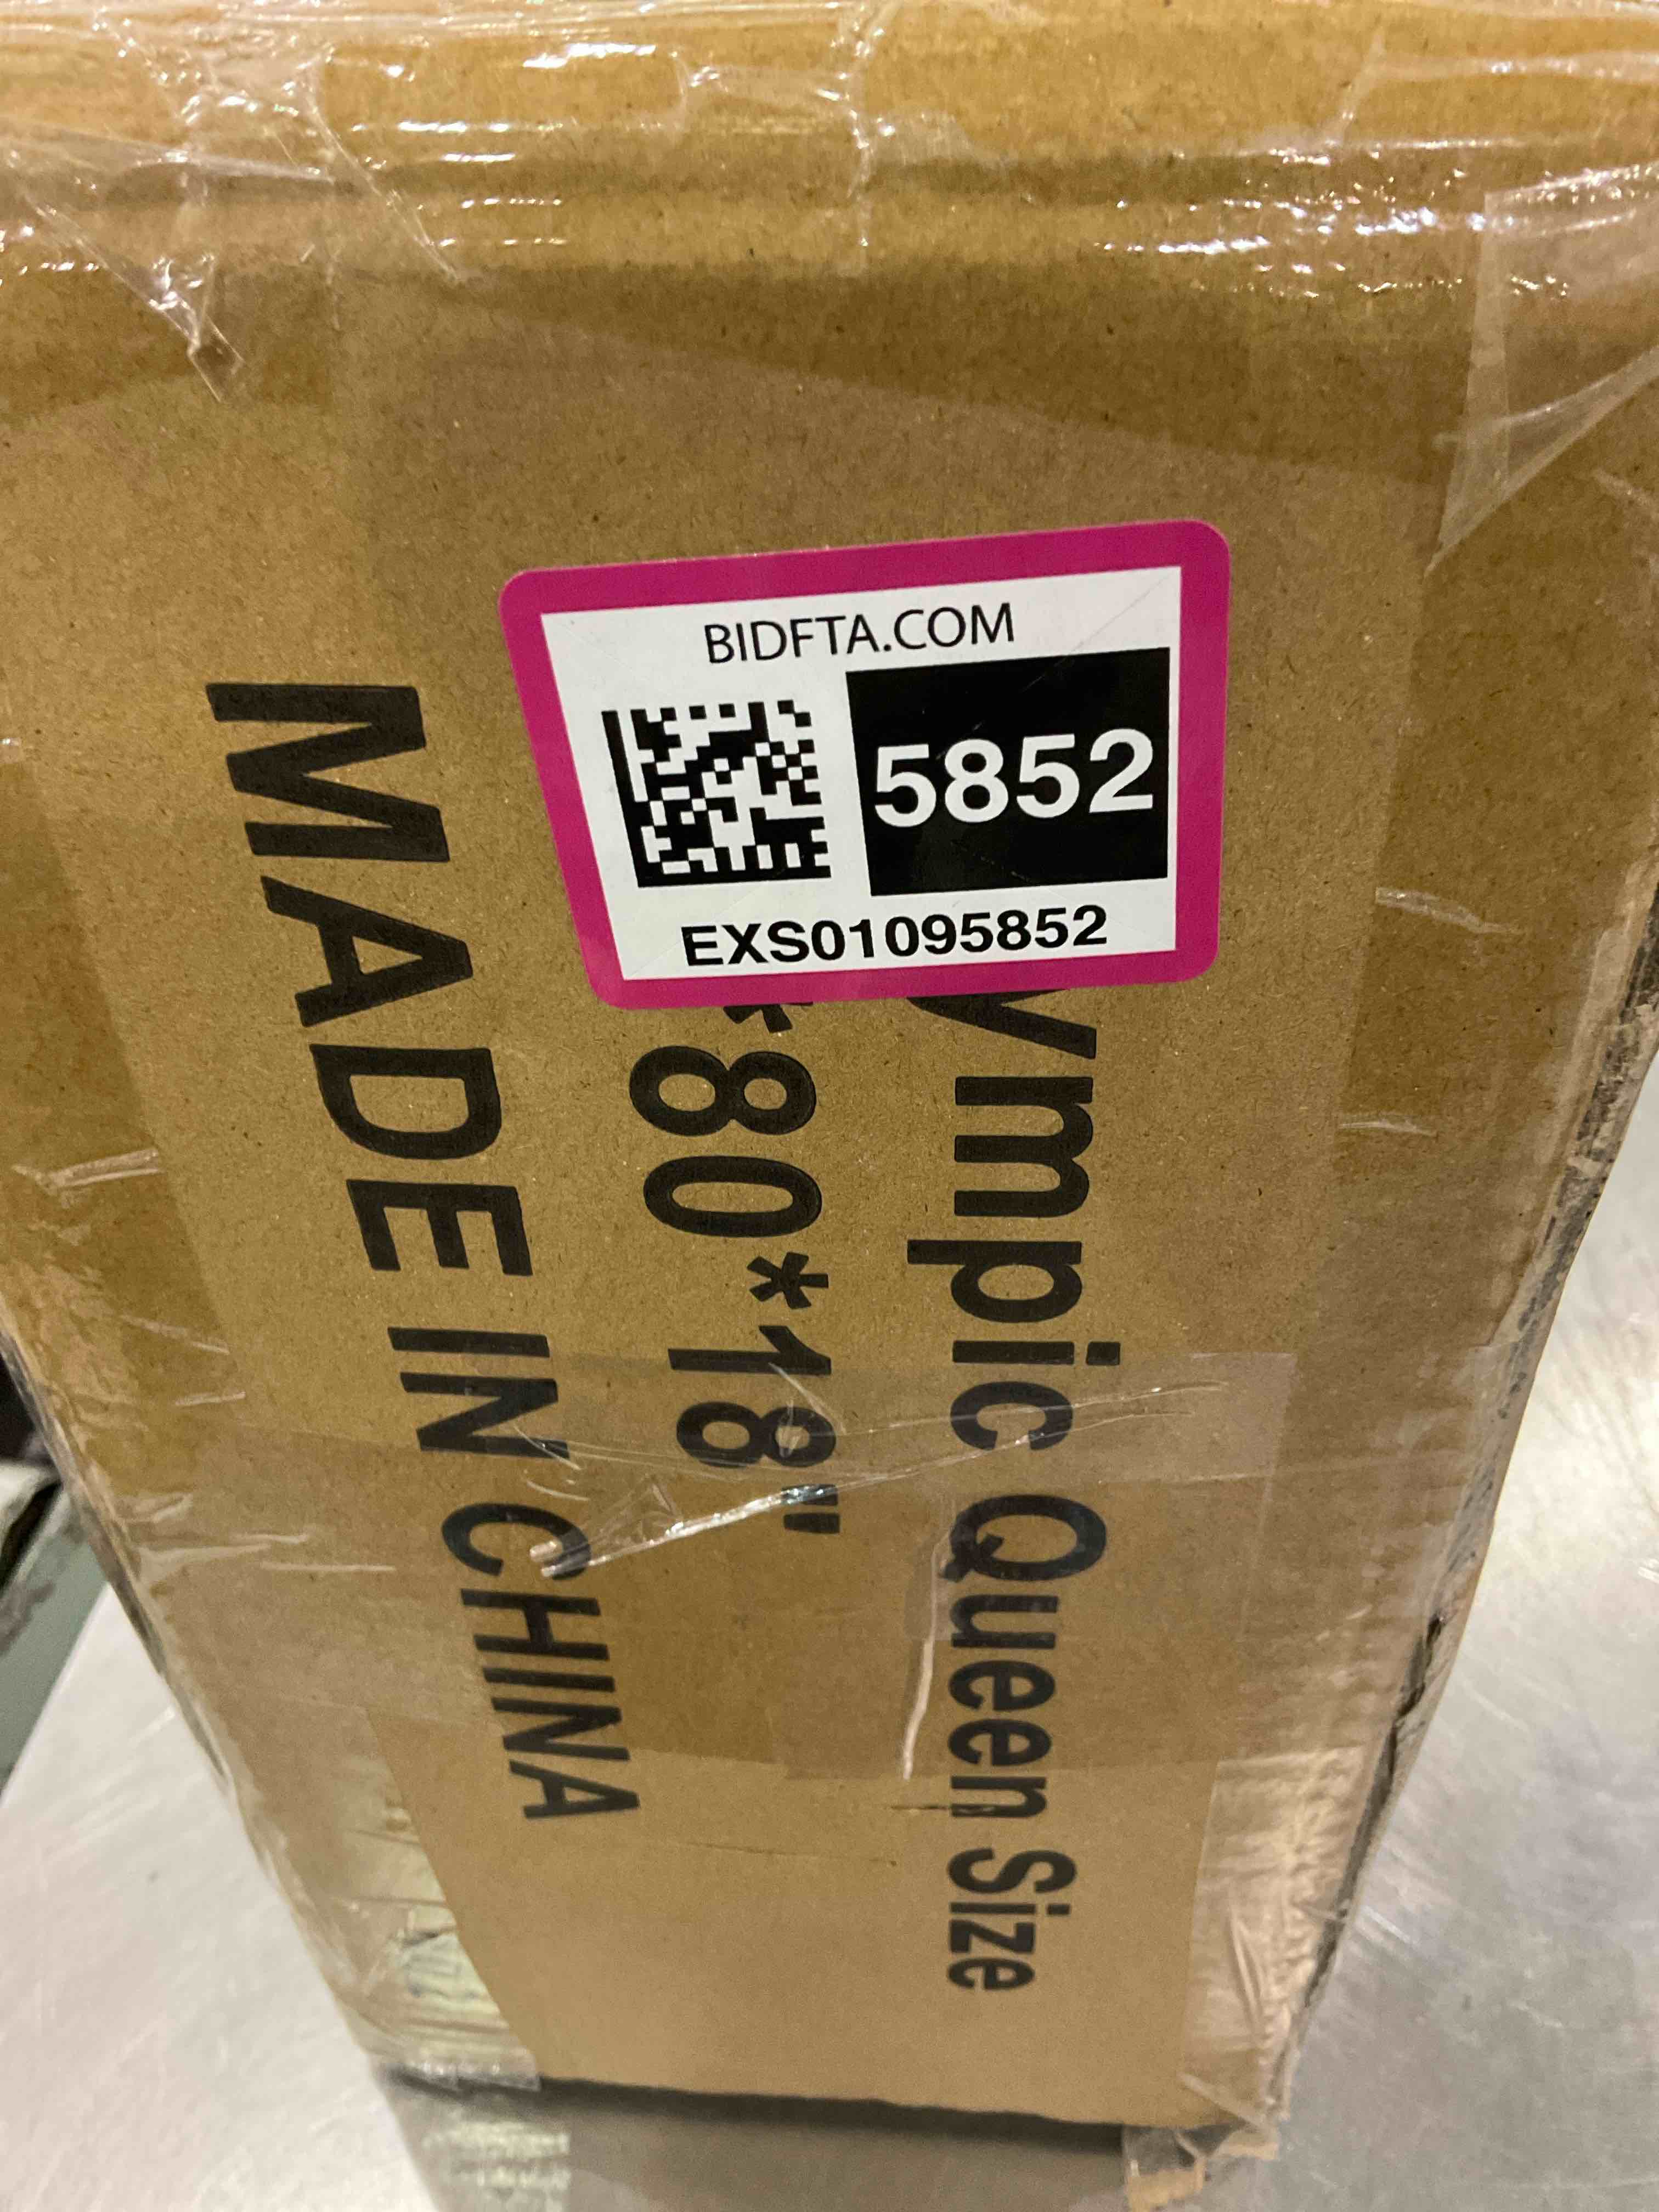 BIDFTA.COM
5852
EXS01095852
ympic Queen Size
*80*18"
MADE IN CHINA